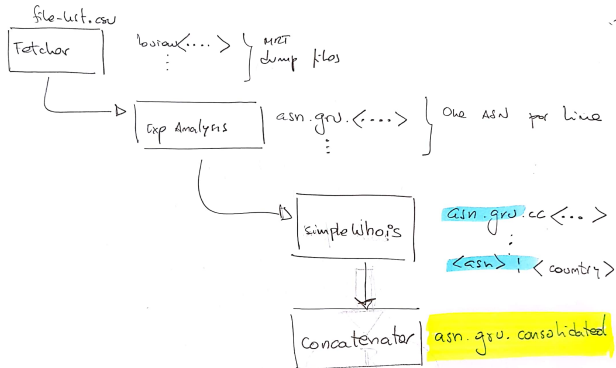 file-list.csv
Fetcher
bview<....> } MRT
: dump files
Exp Analysis
asn.gru.<....> } One ASN per line
:
simpleWhois
asn.gru.cc<...>
:
<asn> | <country>
concatenator
asn.gru.consolidated